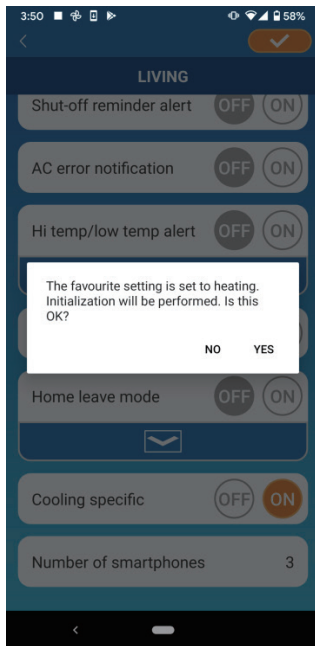 3:50 58%
LIVING
Shut-off reminder alert OFF ON
AC error notification OFF ON
Hi temp/low temp alert OFF ON
The favourite setting is set to heating.
Initialization will be performed. Is this
OK?
NO YES
Home leave mode OFF ON
Cooling specific OFF ON
Number of smartphones 3